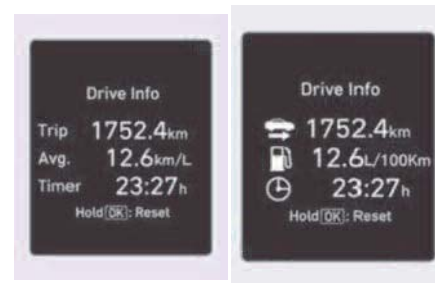 Drive Info
Trip 1752.4km
Avg. 12.6km/L
Timer 23:27h
Hold[OK]: Reset
Drive Info
1752.4km
12.6L/100Km
23:27h
Hold[OK]: Reset